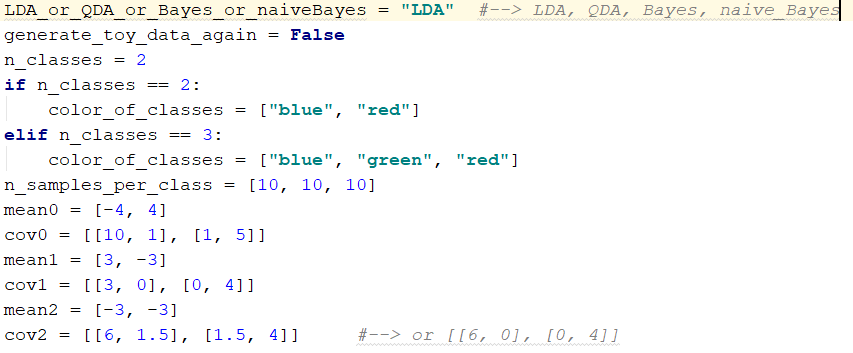 LDA_or_QDA_or_Bayes_or_naiveBayes = "LDA"  #--> LDA, QDA, Bayes, naive_Bayes
generate_toy_data_again = False
n_classes = 2
if n_classes == 2:
    color_of_classes = ["blue", "red"]
elif n_classes == 3:
    color_of_classes = ["blue", "green", "red"]
n_samples_per_class = [10, 10, 10]
mean0 = [-4, 4]
cov0 = [[10, 1], [1, 5]]
mean1 = [3, -3]
cov1 = [[3, 0], [0, 4]]
mean2 = [-3, -3]
cov2 = [[6, 1.5], [1.5, 4]]     #--> or [[6, 0], [0, 4]]